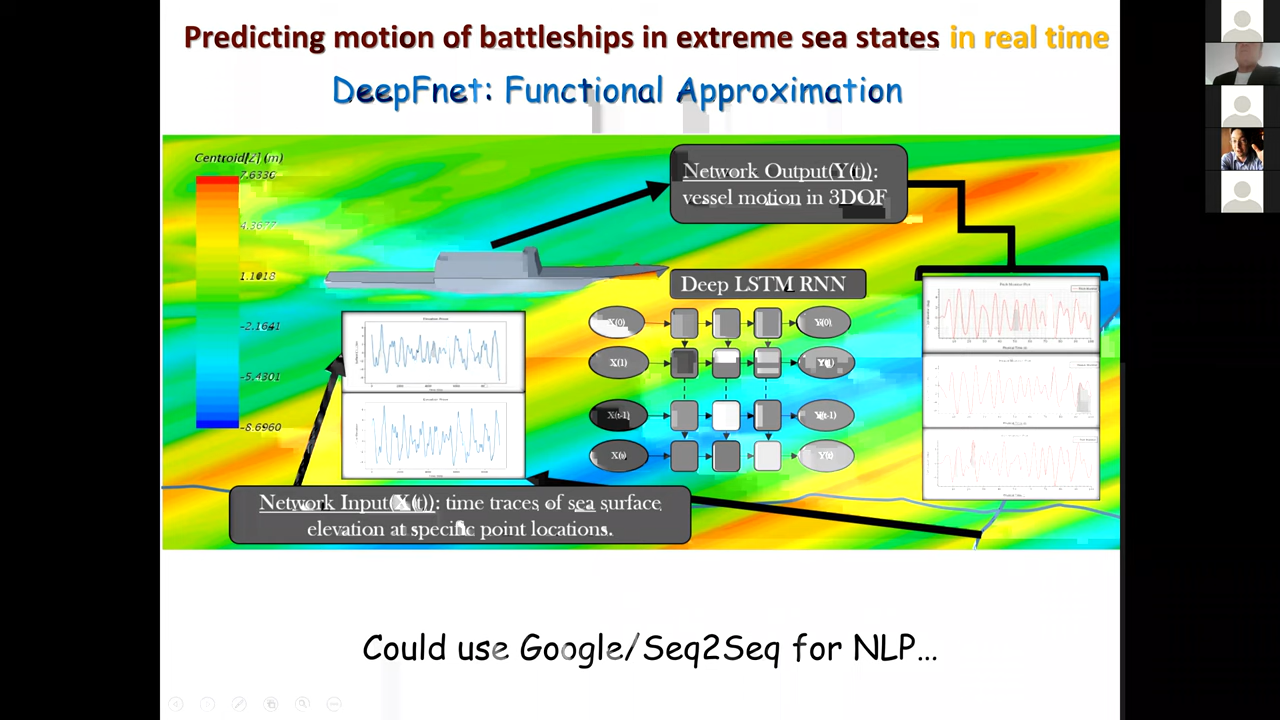 Predicting motion of battleships in extreme sea states in real time
DeepFnet: Functional Approximation
Centroid[Z] (m)
7.6336
4.3677
1.1018
-2.1641
-5.4301
-8.6960
Network Output(Y(t)):
vessel motion in 3DOF
Deep LSTM RNN
X(0)
Y(0)
X(1)
X(t-1)
Y(t-1)
X(t)
Y(t)
Network Input(X(t)): time traces of sea surface
elevation at specific point locations.
Could use Google/Seq2Seq for NLP...